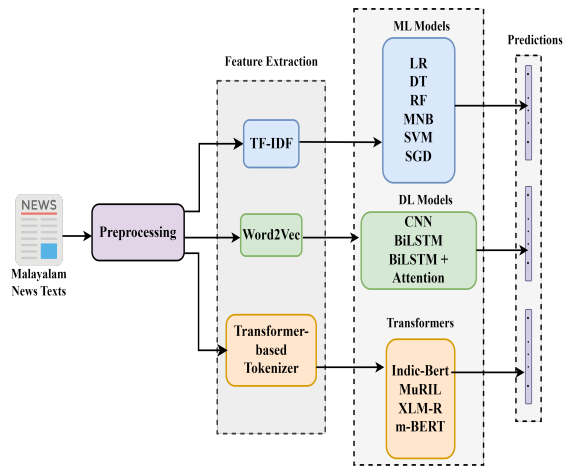 ML Models
Predictions
Feature Extraction
LR
DT
RF
MNB
SVM
SGD
TF-IDF
NEWS
Preprocessing
Malayalam
News Texts
Word2Vec
DL Models
CNN
BiLSTM
BiLSTM +
Attention
Transformer-
based
Tokenizer
Transformers
Indic-Bert
MuRIL
XLM-R
m-BERT